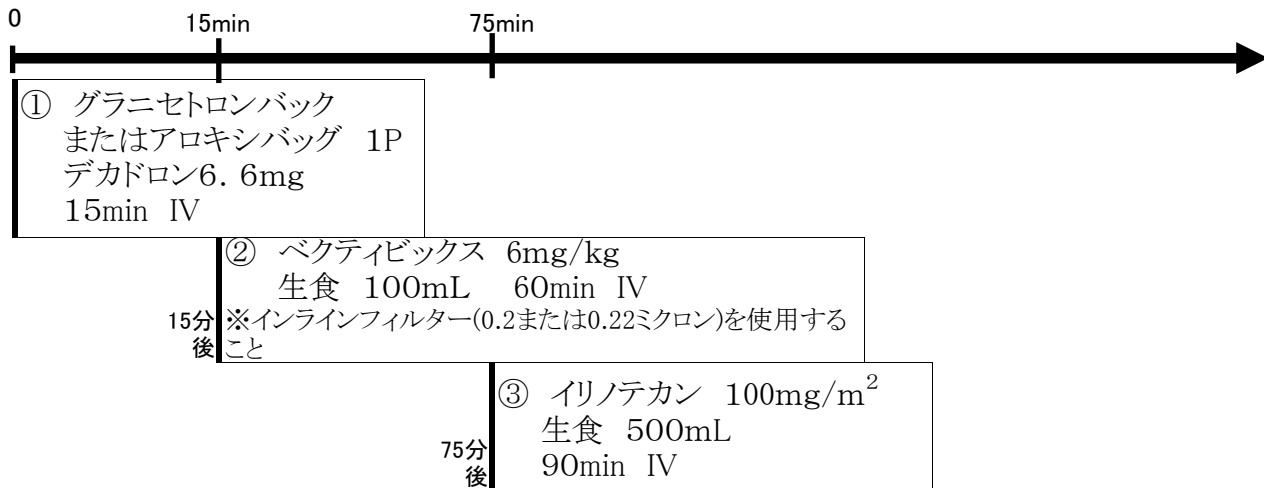 0
15min
75min
① グラニセトロンバック
またはアロキシバッグ 1P
デカドロン6.6mg
15min IV
② ベクティビックス 6mg/kg
生食 100mL 60min IV
15分後
※インラインフィルター(0.2または0.22ミクロン)を使用する
こと
③ イリノテカン 100mg/m²
生食 500mL
90min IV
75分後